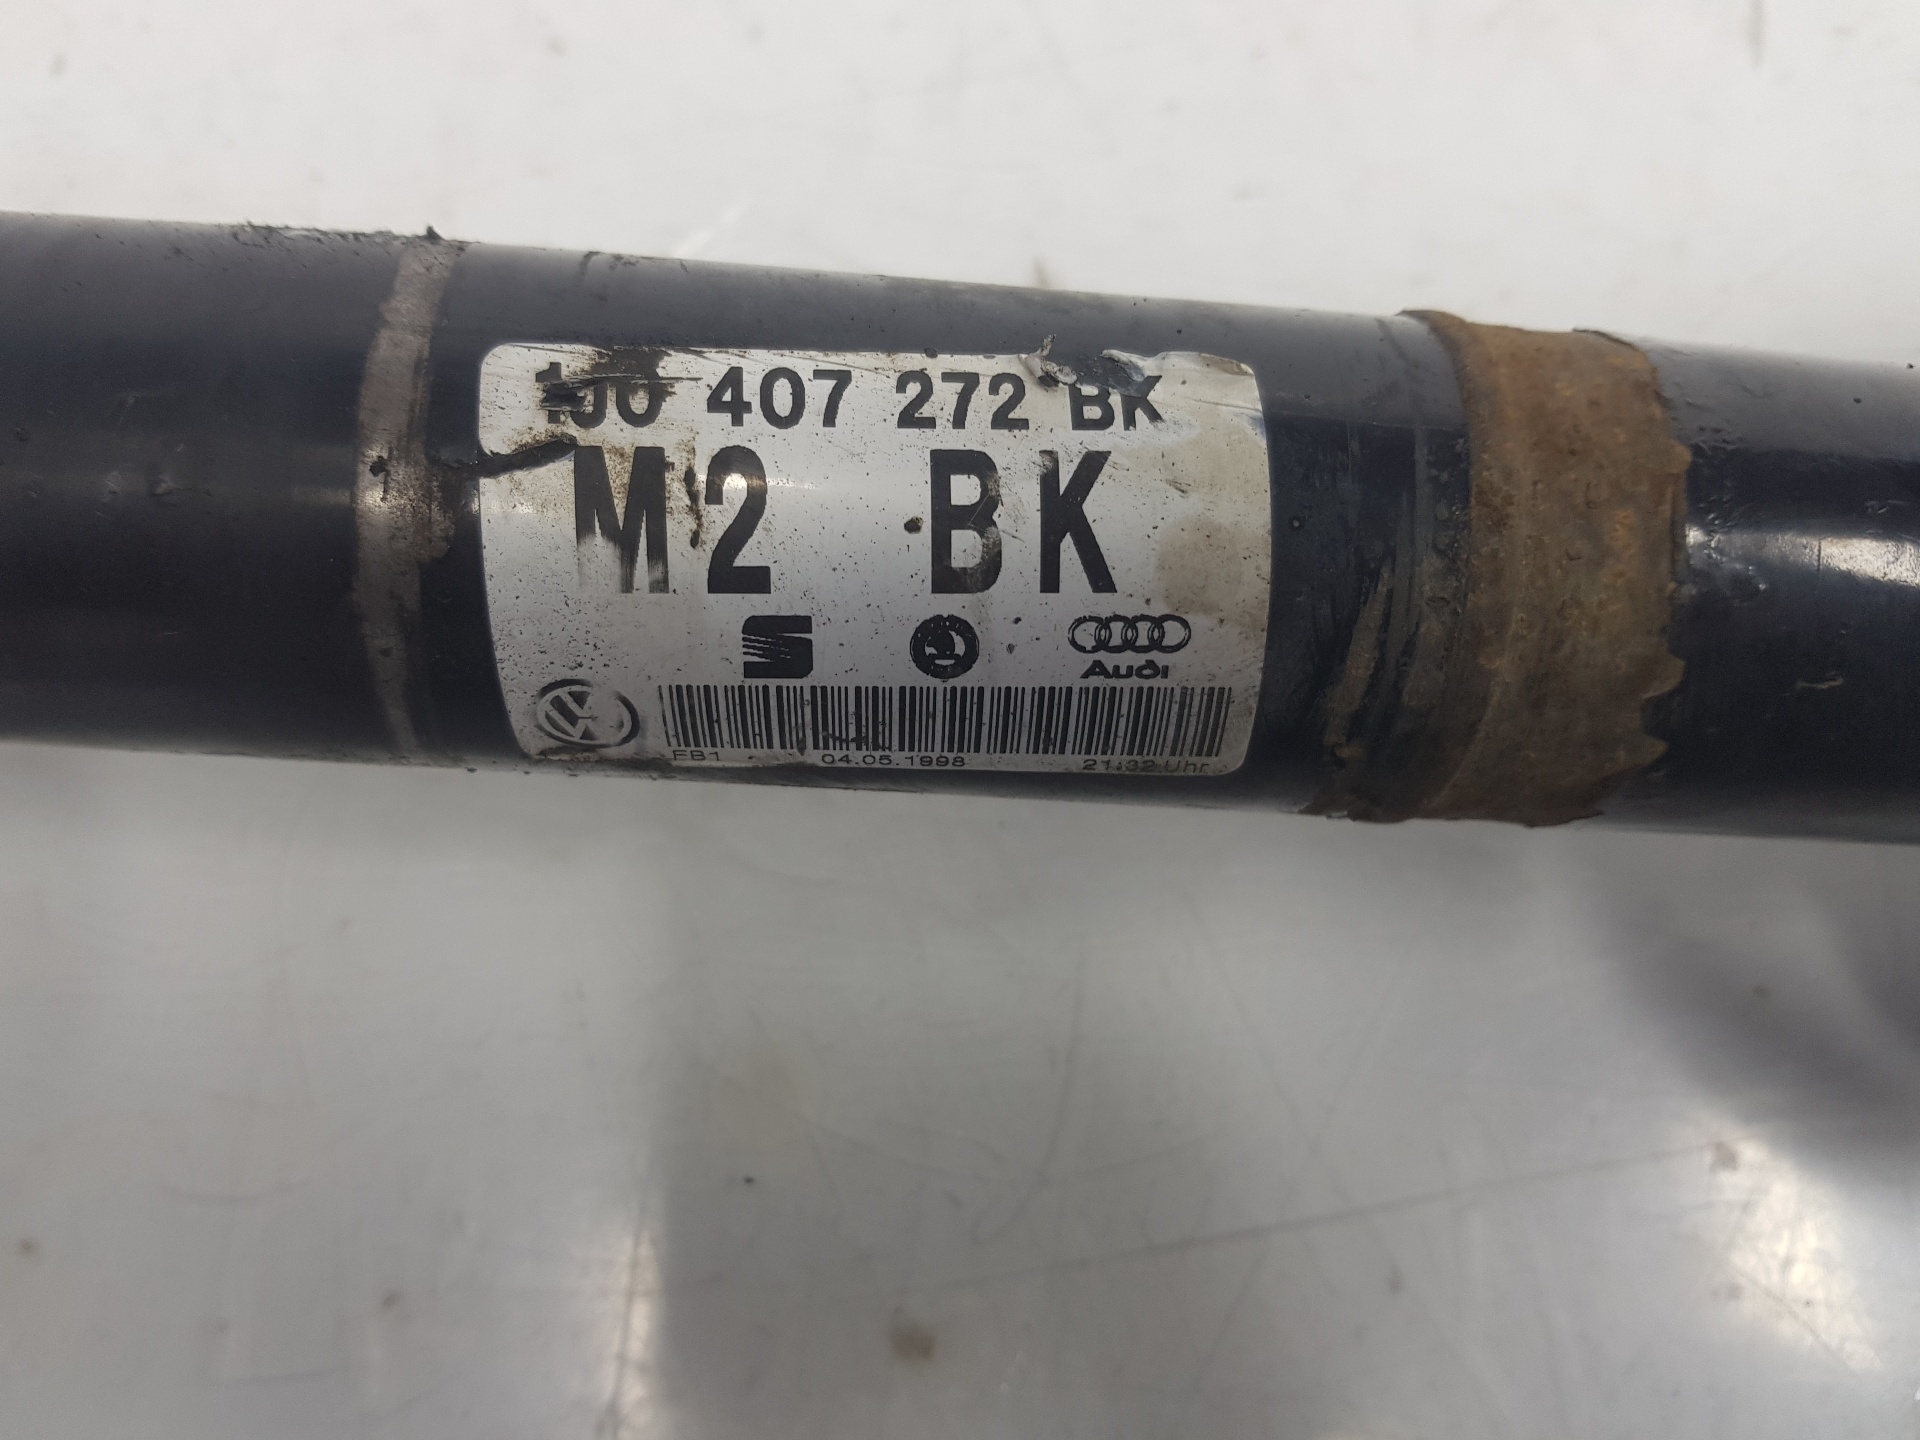 1J0 407 272 BK
M2 BK
Audi
FB1 04.05.1998 21:32 Uhr